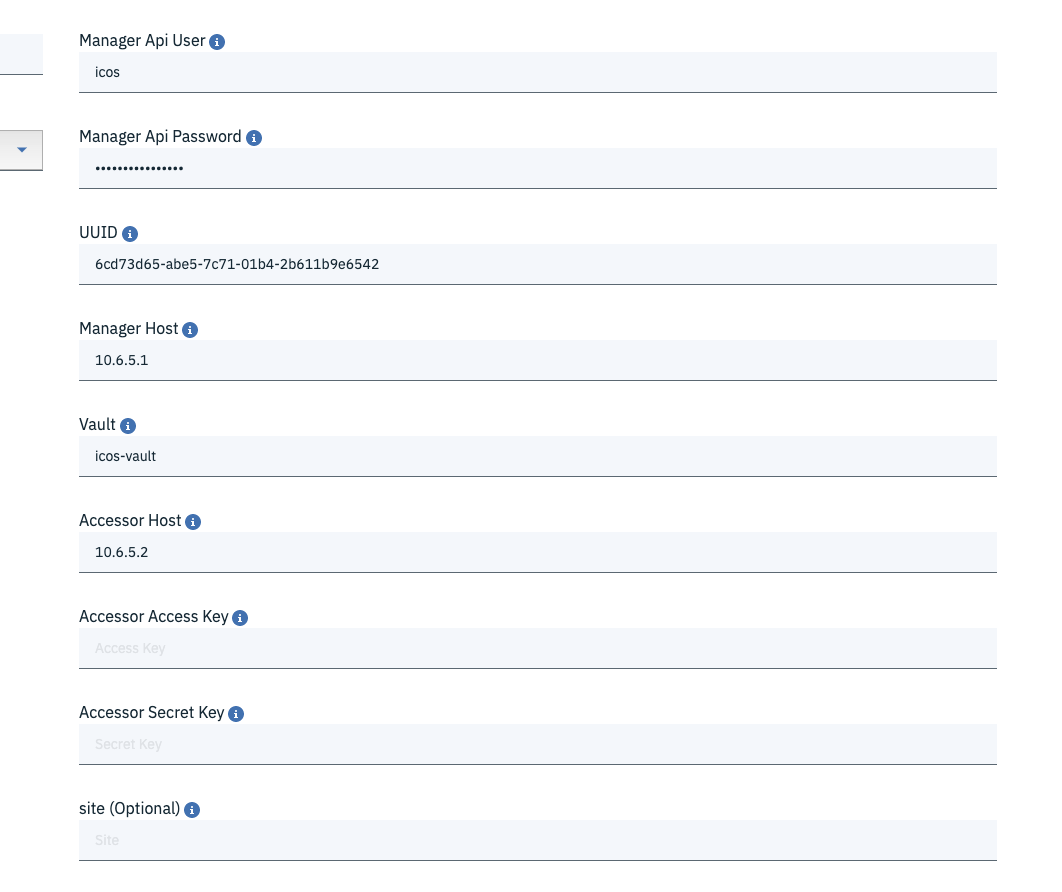 Manager Api User
icos
Manager Api Password
••••••••••••••••
UUID
6cd73d65-abe5-7c71-01b4-2b611b9e6542
Manager Host
10.6.5.1
Vault
icos-vault
Accessor Host
10.6.5.2
Accessor Access Key
Access Key
Accessor Secret Key
Secret Key
site (Optional)
Site